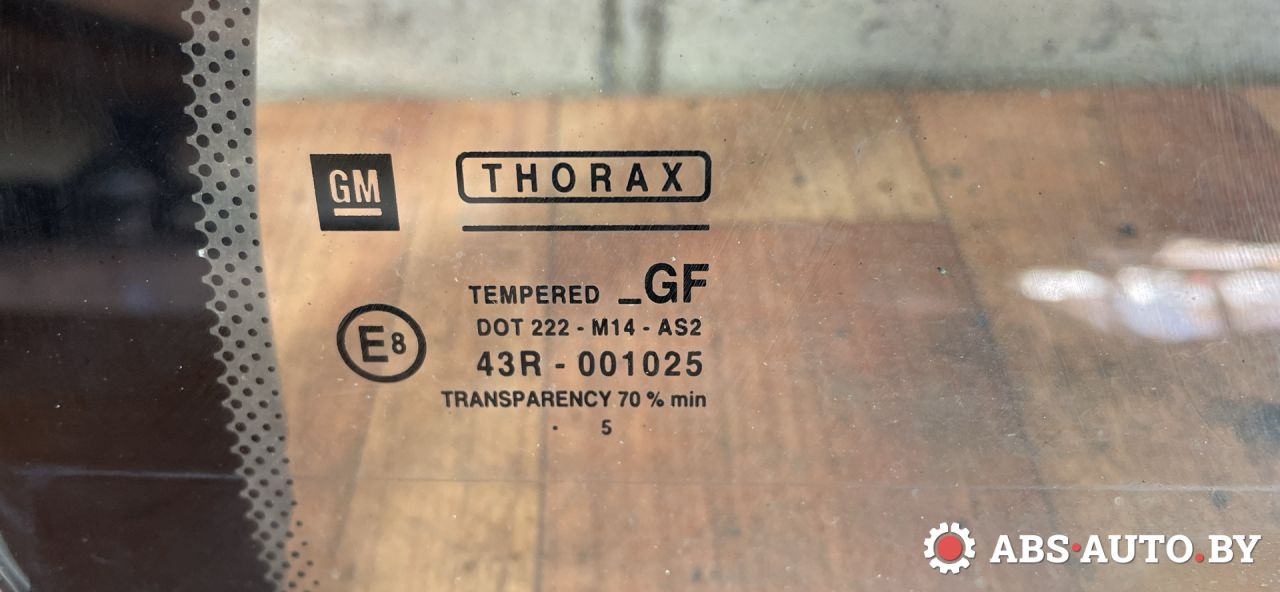 GM
THORAX
TEMPERED _GF
DOT 222 - M14 - AS2
E8
43R - 001025
TRANSPARENCY 70 % min
. 5
ABS·AUTO.BY